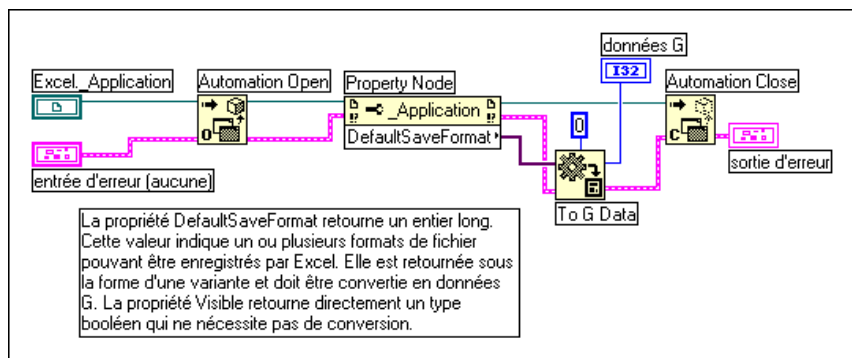 données G
I32
Excel._Application
Automation Open
Property Node
Automation Close
_Application
DefaultSaveFormat
0
O
C
entrée d'erreur (aucune)
sortie d'erreur
To G Data
La propriété DefaultSaveFormat retourne un entier long.
Cette valeur indique un ou plusieurs formats de fichier
pouvant être enregistrés par Excel. Elle est retournée sous
la forme d'une variante et doit être convertie en données
G. La propriété Visible retourne directement un type
booléen qui ne nécessite pas de conversion.